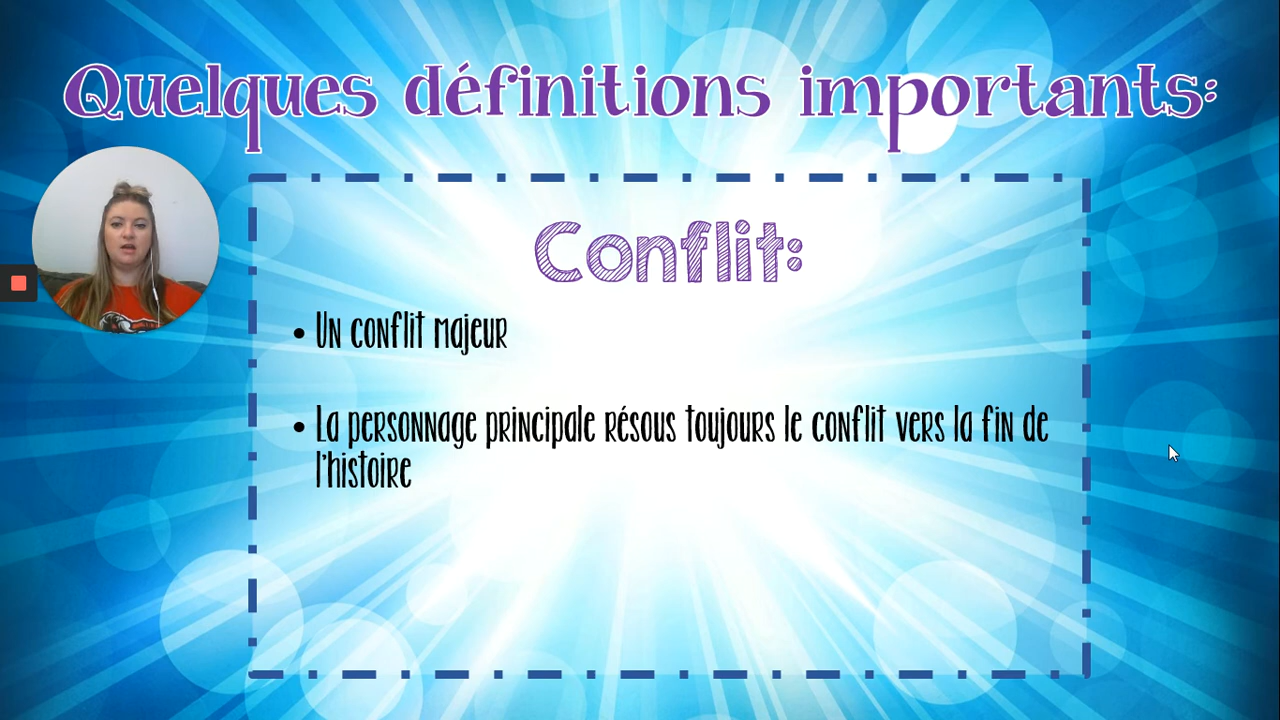 Quelques définitions importants:
Conflit:
• Un conflit majeur
• La personnage principale résous toujours le conflit vers la fin de
l'histoire